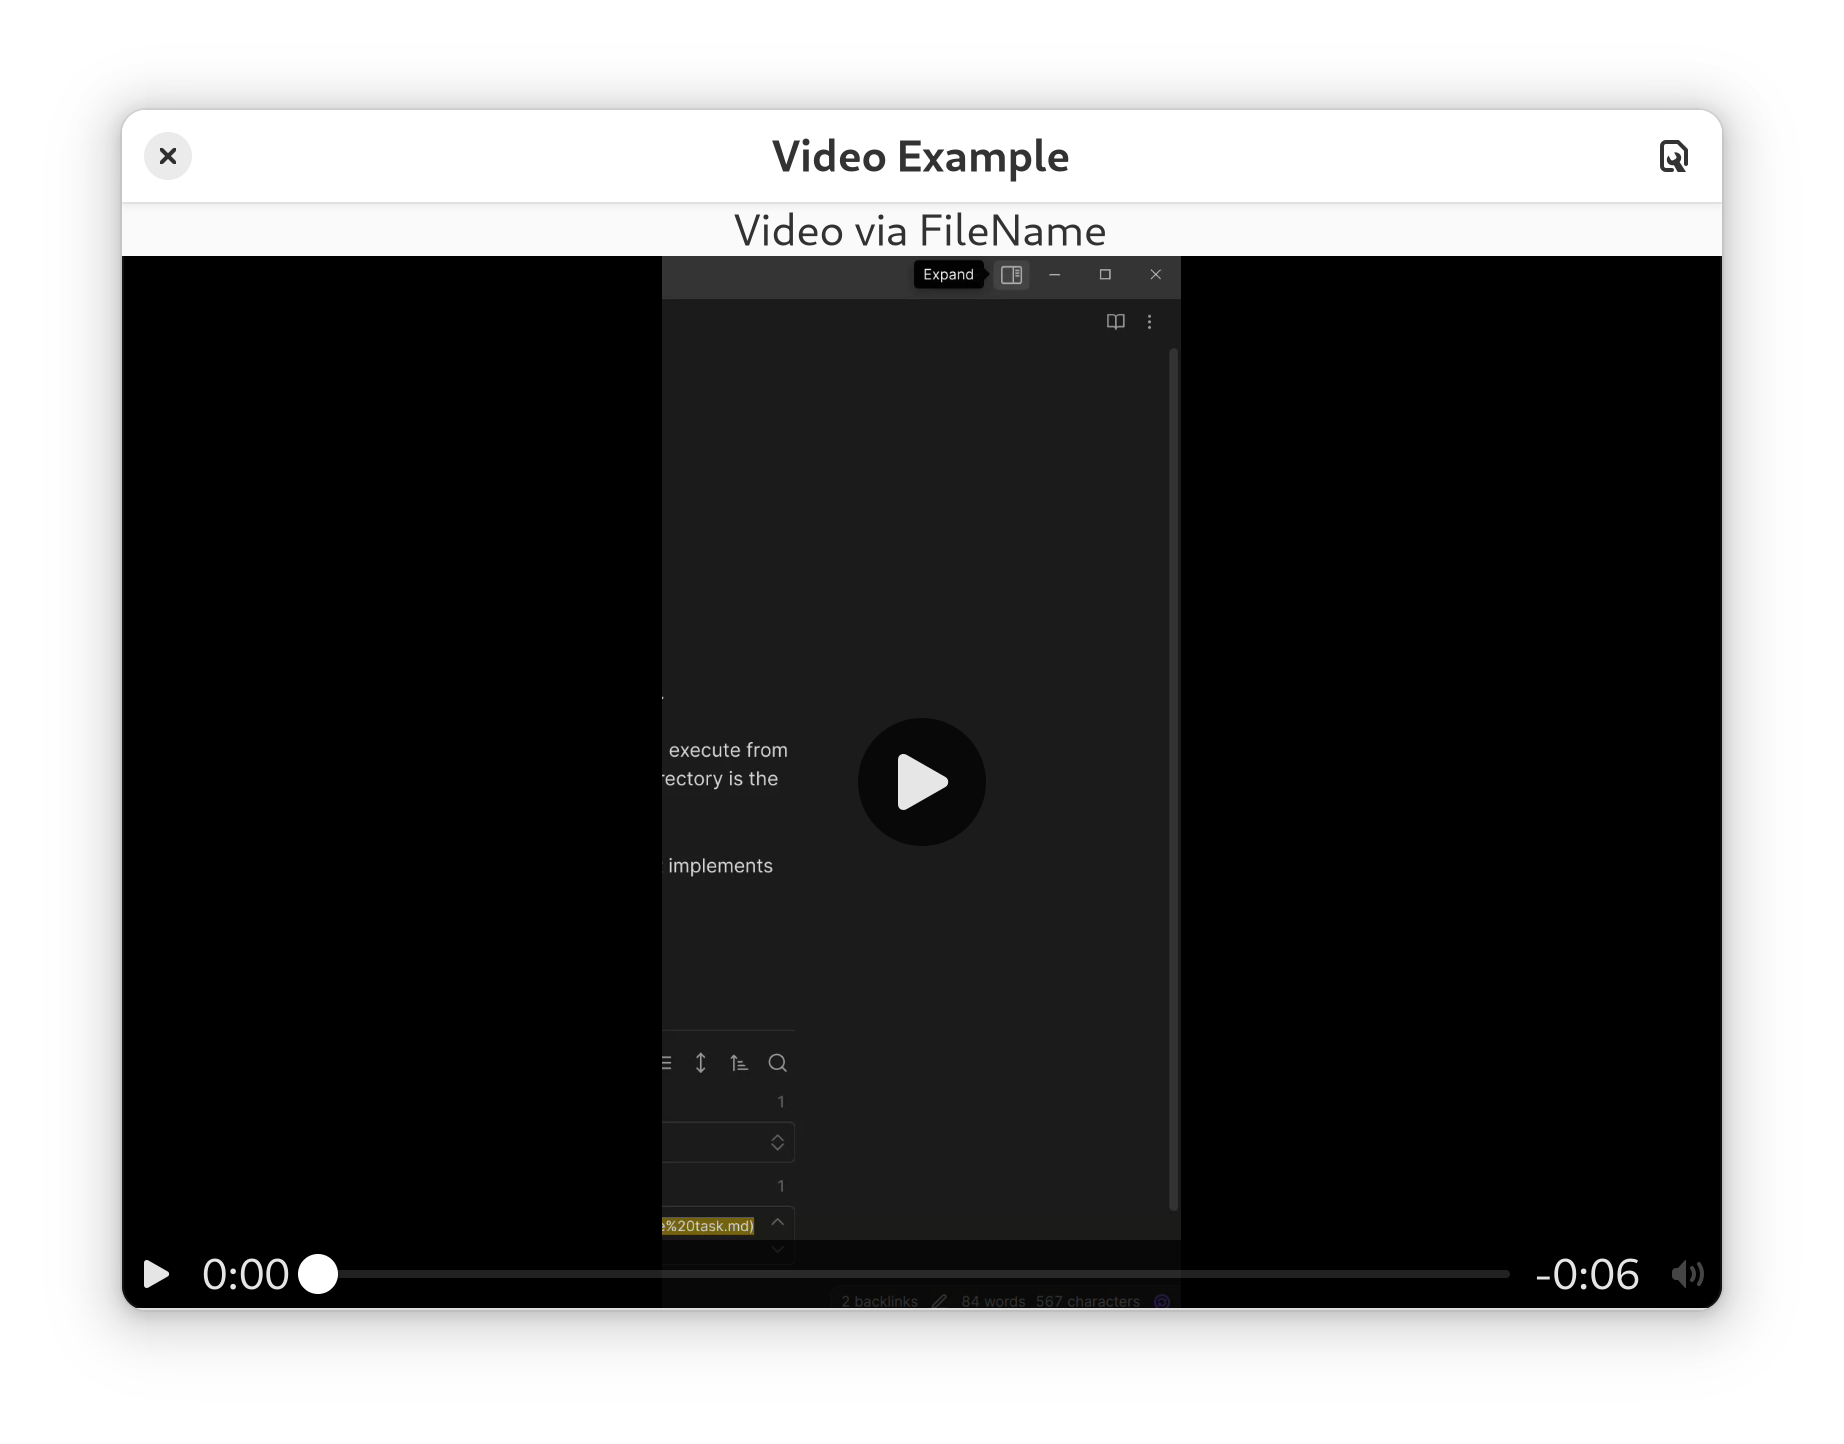 Video Example
Video via FileName
Expand
execute from
rectory is the
implements
1
1
e%20task.md)
0:00
-0:06
2 backlinks 84 words 567 characters